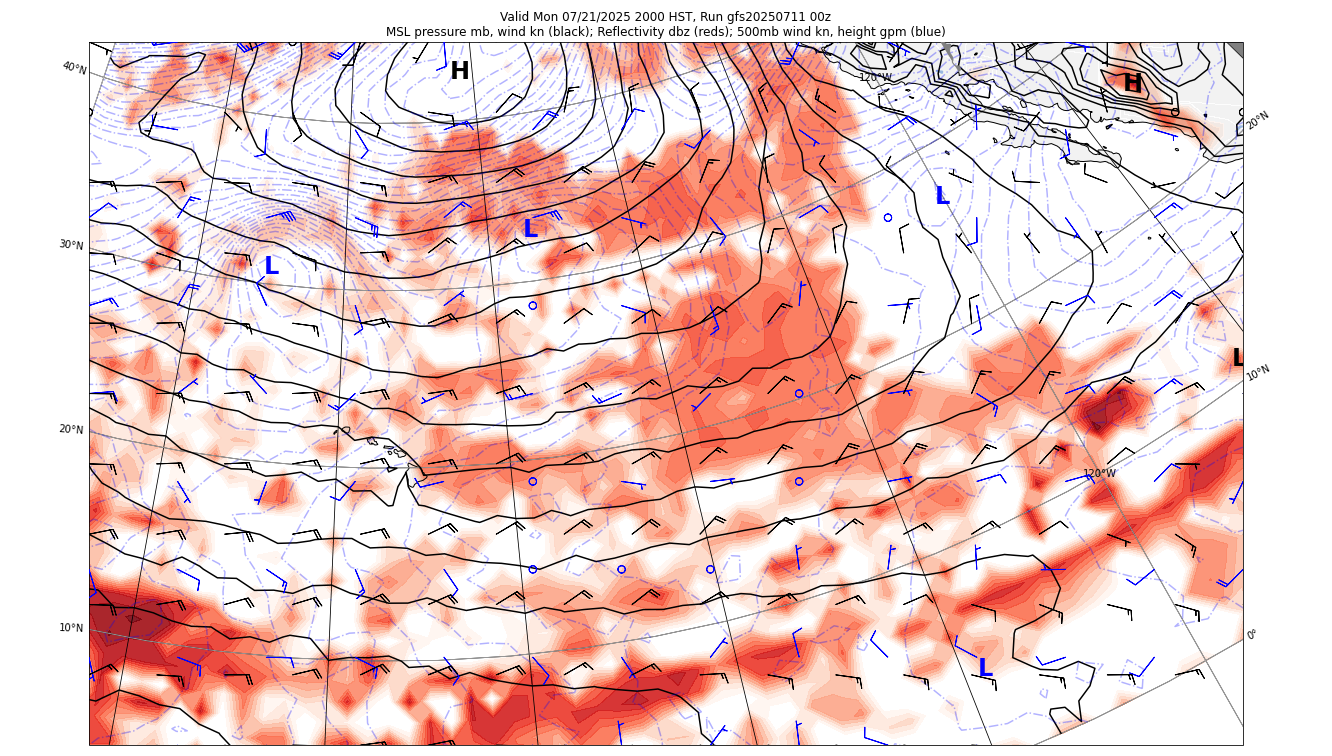 Valid Mon 07/21/2025 2000 HST, Run gfs20250711 00z
MSL pressure mb, wind kn (black); Reflectivity dbz (reds); 500mb wind kn, height gpm (blue)
40°N
H
120°W
H
20°N
L
L
30°N
L
L
10°N
20°N
120°W
10°N
0°
L